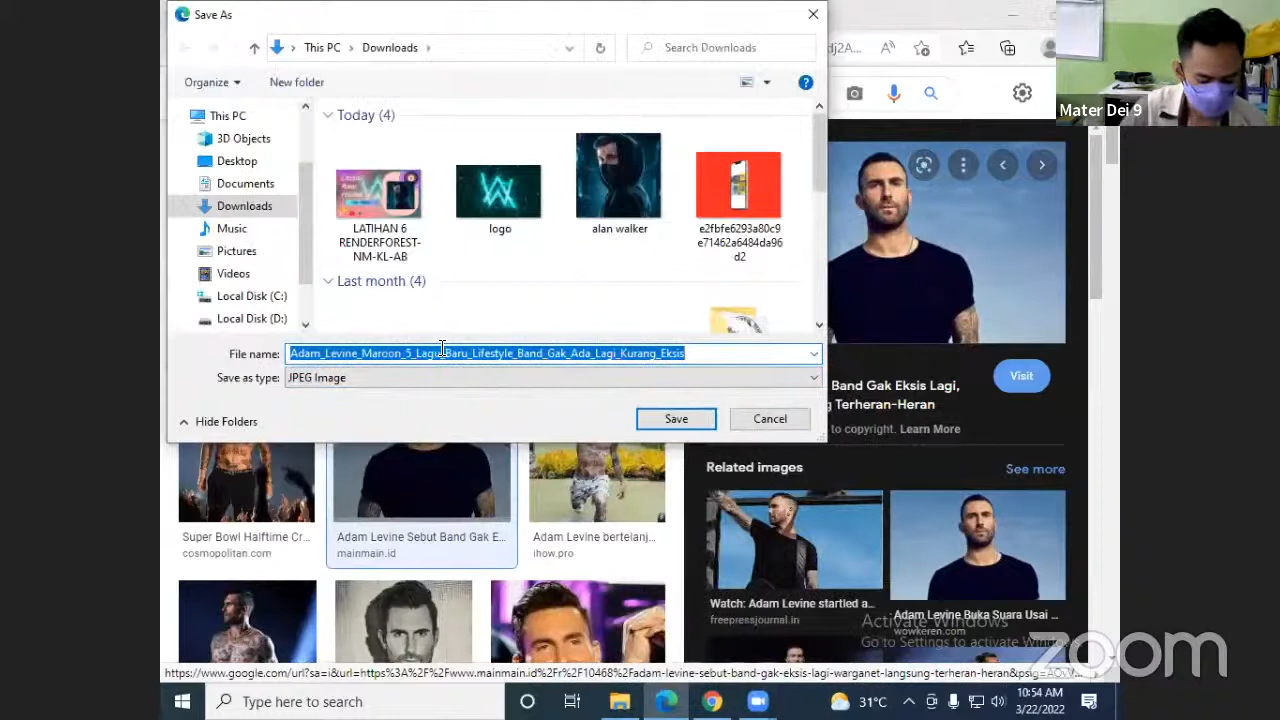 Save As
This PC
Downloads
Search Downloads
dj2A...
Organize
New folder
This PC
3D Objects
Desktop
Documents
Downloads
Music
Pictures
Videos
Local Disk (C:)
Local Disk (D:)
Today (4)
LATIHAN 6
RENDERFOREST-
NM-KL-AB
logo
alan walker
e2fbfe6293a80c9
e71462a6484da96
d2
Last month (4)
File name:
Adam_Levine_Maroon_5_Lagu_Baru_Lifestyle_Band_Gak_Ada_Lagi_Kurang_Eksis
Save as type:
JPEG Image
Hide Folders
Save
Cancel
Mater Dei 9
Band Gak Eksis Lagi,
Terheran-Heran
Visit
to copyright. Learn More
Related images
See more
Super Bowl Halftime Cr...
cosmopolitan.com
Adam Levine Sebut Band Gak E...
mainmain.id
Adam Levine bertelanj...
ihow.pro
Watch: Adam Levine startled a...
freepressjournal.in
Adam Levine Buka Suara Usai ...
wowkeren.com
Activate Windows
Go to Settings to activate Windo
zoom
https://www.google.com/url?sa=i&url=https%3A%2F%2Fwww.mainmain.id%2Fr%2F10468%2Fadam-levine-sebut-band-gak-eksis-lagi-warganet-langsung-terheran-heran&psig=AOvV
Type here to search
31°C
10:54 AM
3/22/2022